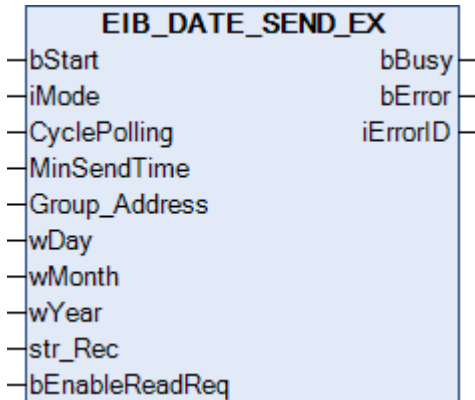 EIB_DATE_SEND_EX
bStart bBusy
iMode bError
CyclePolling iErrorID
MinSendTime
Group_Address
wDay
wMonth
wYear
str_Rec
bEnableReadReq